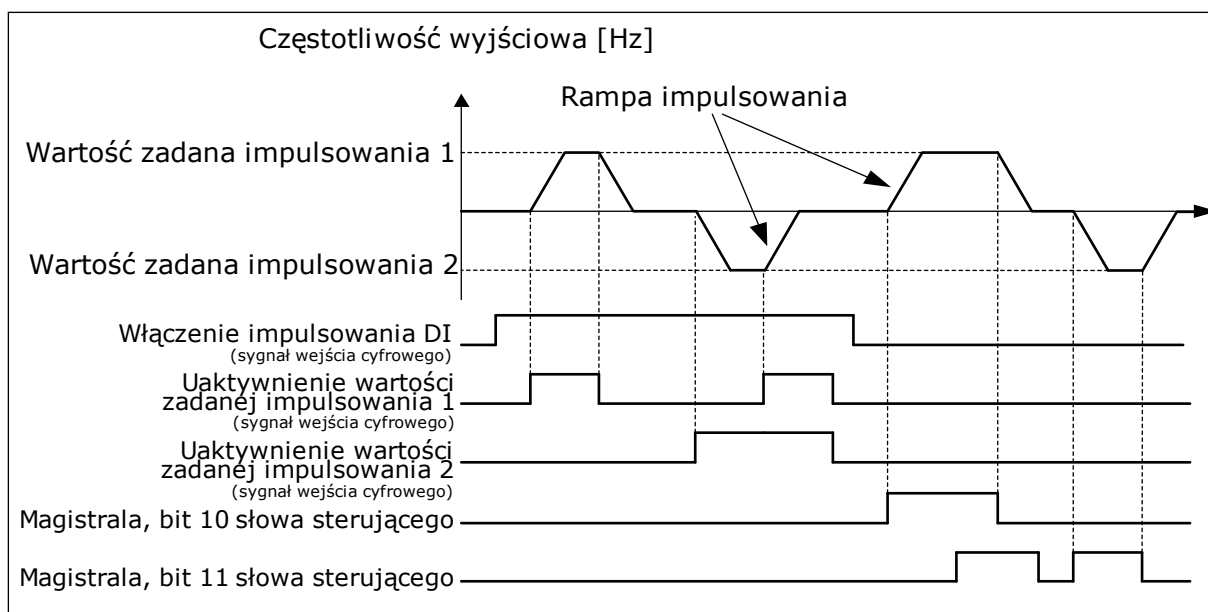 Częstotliwość wyjściowa [Hz]
Rampa impulsowania
Wartość zadana impulsowania 1
Wartość zadana impulsowania 2
Włączenie impulsowania DI
(sygnał wejścia cyfrowego)
Uaktywnienie wartości
zadanej impulsowania 1
(sygnał wejścia cyfrowego)
Uaktywnienie wartości
zadanej impulsowania 2
(sygnał wejścia cyfrowego)
Magistrala, bit 10 słowa sterującego
Magistrala, bit 11 słowa sterującego